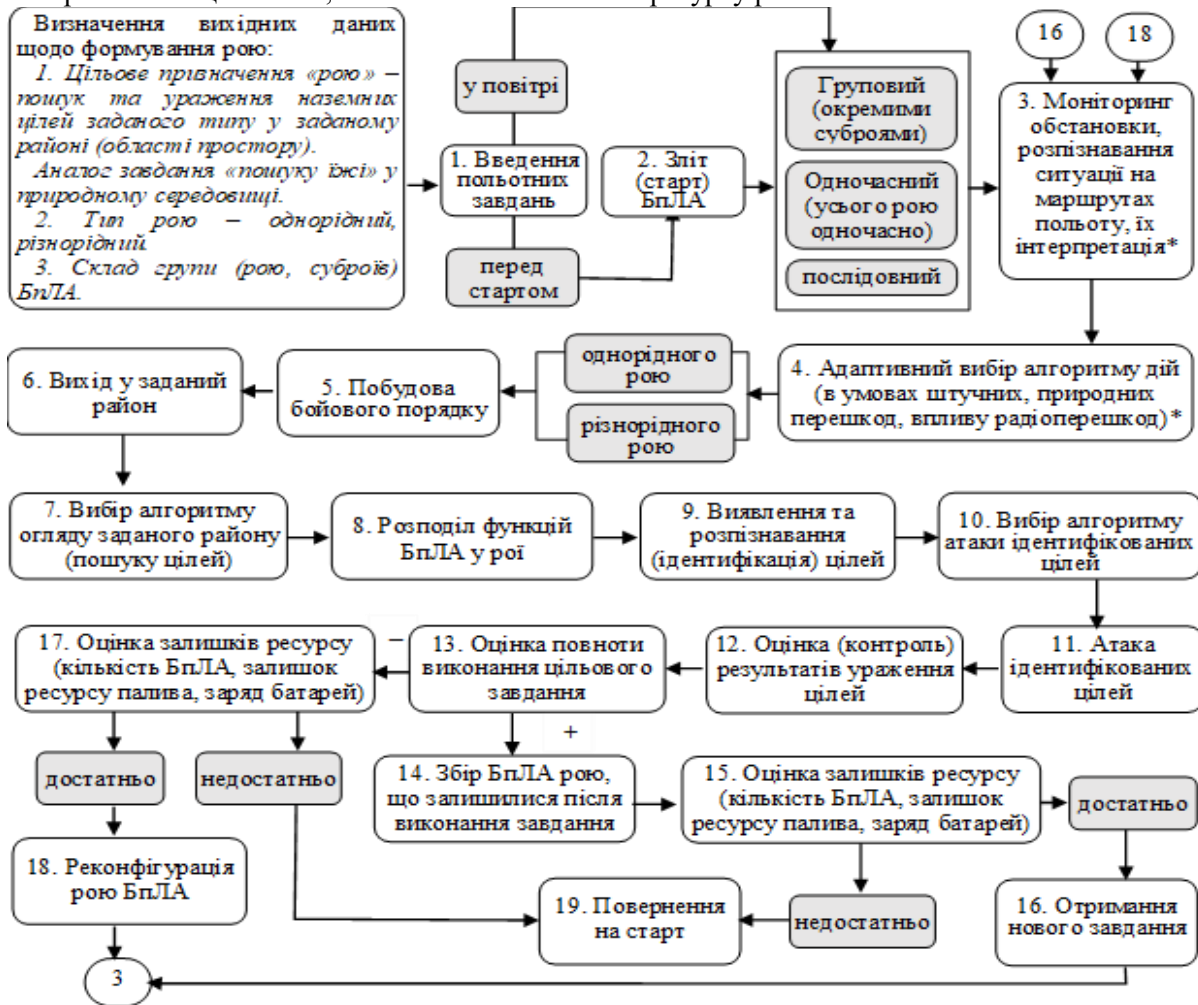 Визначення вихідних даних
щодо формування рою:
1. Цільове призначення «рою» –
пошук та ураження наземних
цілей заданого типу у заданому
районі (області простору).
Аналог завдання «пошуку їжі» у
природному середовищі.
2. Тип рою – однорідний,
різнорідний.
3. Склад групи (рою, суброїв)
БпЛА.
у повітрі
1. Введення
польотних
завдань
перед
стартом
2. Зліт
(старт)
БпЛА
Груповий
(окремими
суброями)
Одночасний
(усього рою
одночасно)
послідовний
16
18
3. Моніторинг
обстановки,
розпізнавання
ситуації на
маршрутах
польоту, їх
інтерпретація*
6. Вихід у заданий
район
5. Побудова
бойового порядку
однорідного
рою
різнорідного
рою
4. Адаптивний вибір алгоритму дій
(в умовах штучних, природних
перешкод, впливу радіоперешкод)*
7. Вибір алгоритму
огляду заданого району
(пошуку цілей)
8. Розподіл функцій
БпЛА у рої
9. Виявлення та
розпізнавання
(ідентифікація) цілей
10. Вибір алгоритму
атаки ідентифікованих
цілей
17. Оцінка залишків ресурсу
(кількість БпЛА, залишок
ресурсу палива, заряд батарей)
–
13. Оцінка повноти
виконання цільового
завдання
12. Оцінка (контроль)
результатів ураження
цілей
11. Атака
ідентифікованих
цілей
+
достатньо
недостатньо
14. Збір БпЛА рою,
що залишилися після
виконання завдання
15. Оцінка залишків ресурсу
(кількість БпЛА, залишок
ресурсу палива, заряд батарей)
достатньо
18. Реконфігурація
рою БпЛА
19. Повернення
на старт
недостатньо
16. Отримання
нового завдання
3